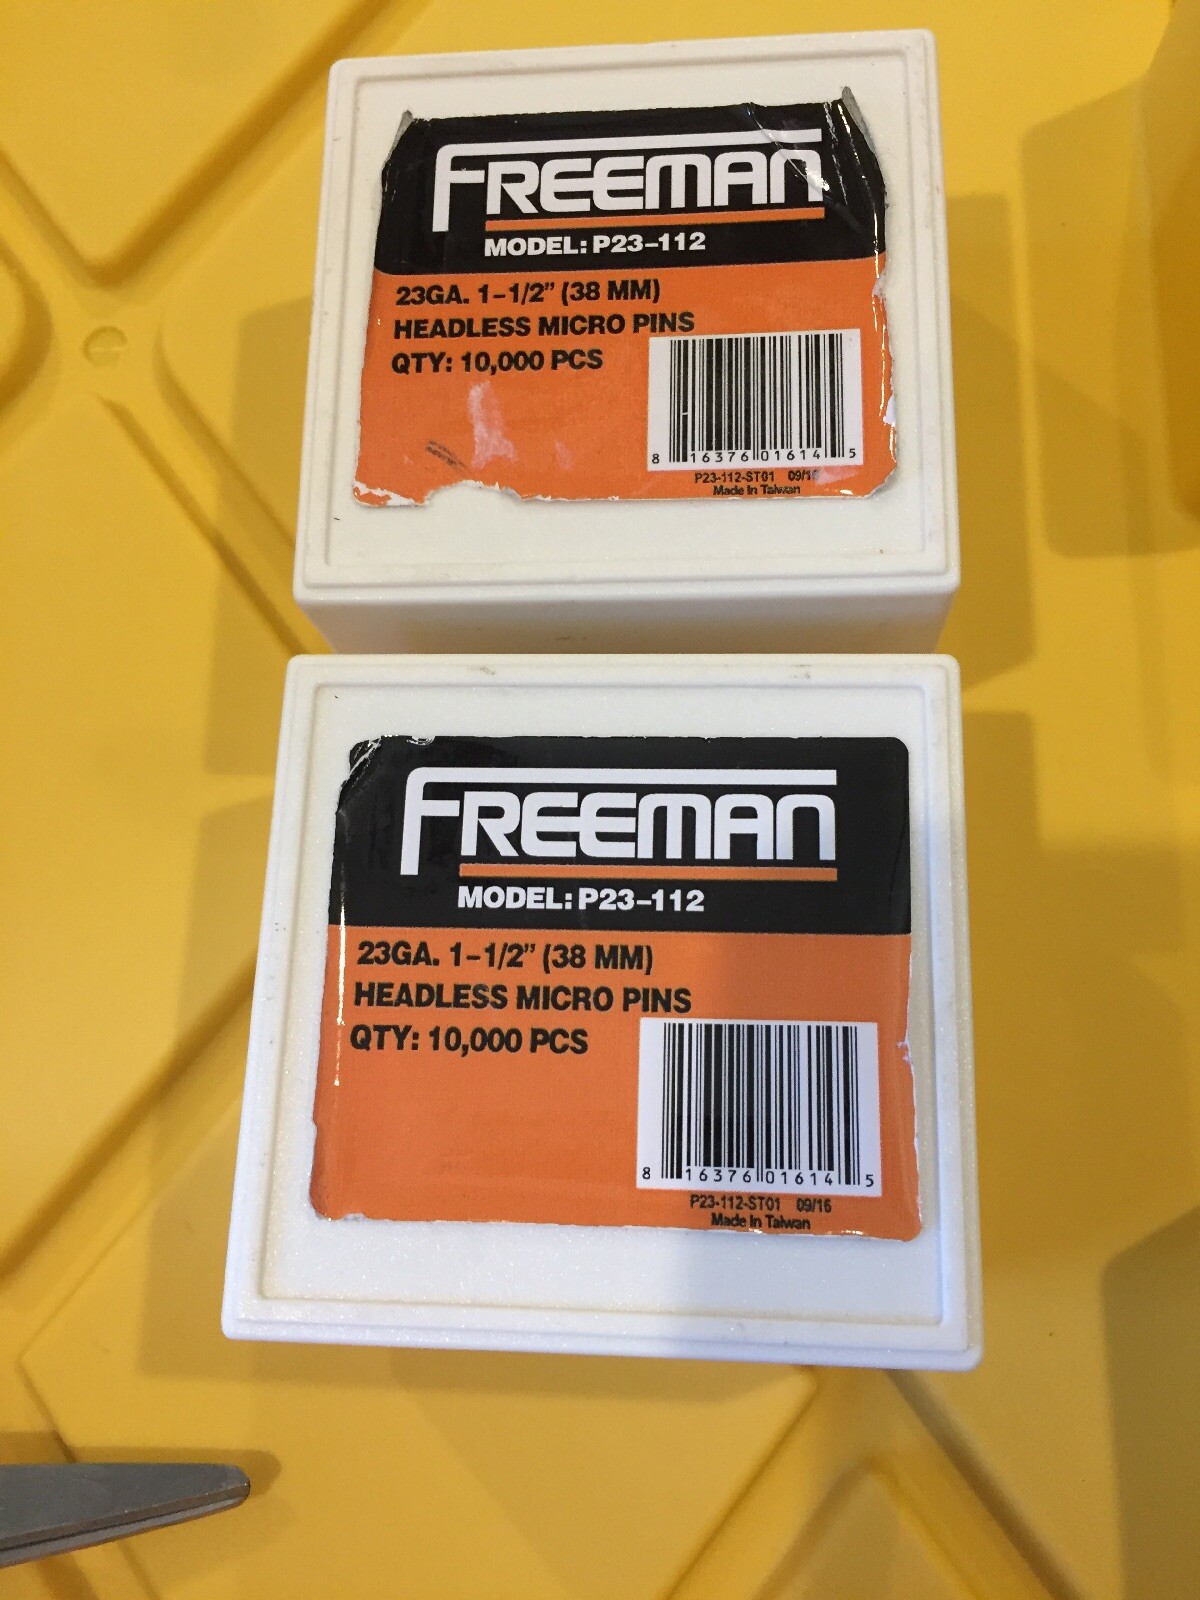 FREEMAN
MODEL: P23-112
23GA. 1-1/2" (38 MM)
HEADLESS MICRO PINS
QTY: 10,000 PCS
8 16376 01614 5
P23-112-ST01 09/16
Made In Taiwan
FREEMAN
MODEL: P23-112
23GA. 1-1/2" (38 MM)
HEADLESS MICRO PINS
QTY: 10,000 PCS
8 16376 01614 5
P23-112-ST01 09/16
Made In Taiwan